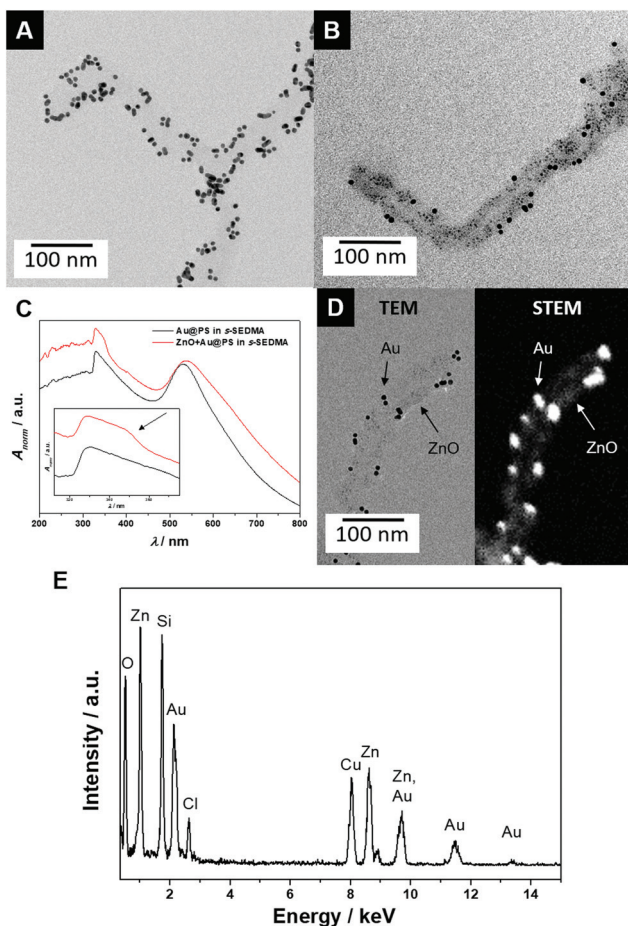 A
B
100 nm
100 nm
C
Au@PS in s-SEDMA
ZnO+Au@PS in s-SEDMA
A_norm / a.u.
A_norm / a.u.
λ / nm
200 300 400 500 600 700 800
λ / nm
D TEM STEM
Au Au
ZnO ZnO
100 nm
E
Zn Si
O
Au
Cl
Cu Zn
Zn,
Au
Au Au
Intensity / a.u.
2 4 6 8 10 12 14
Energy / keV